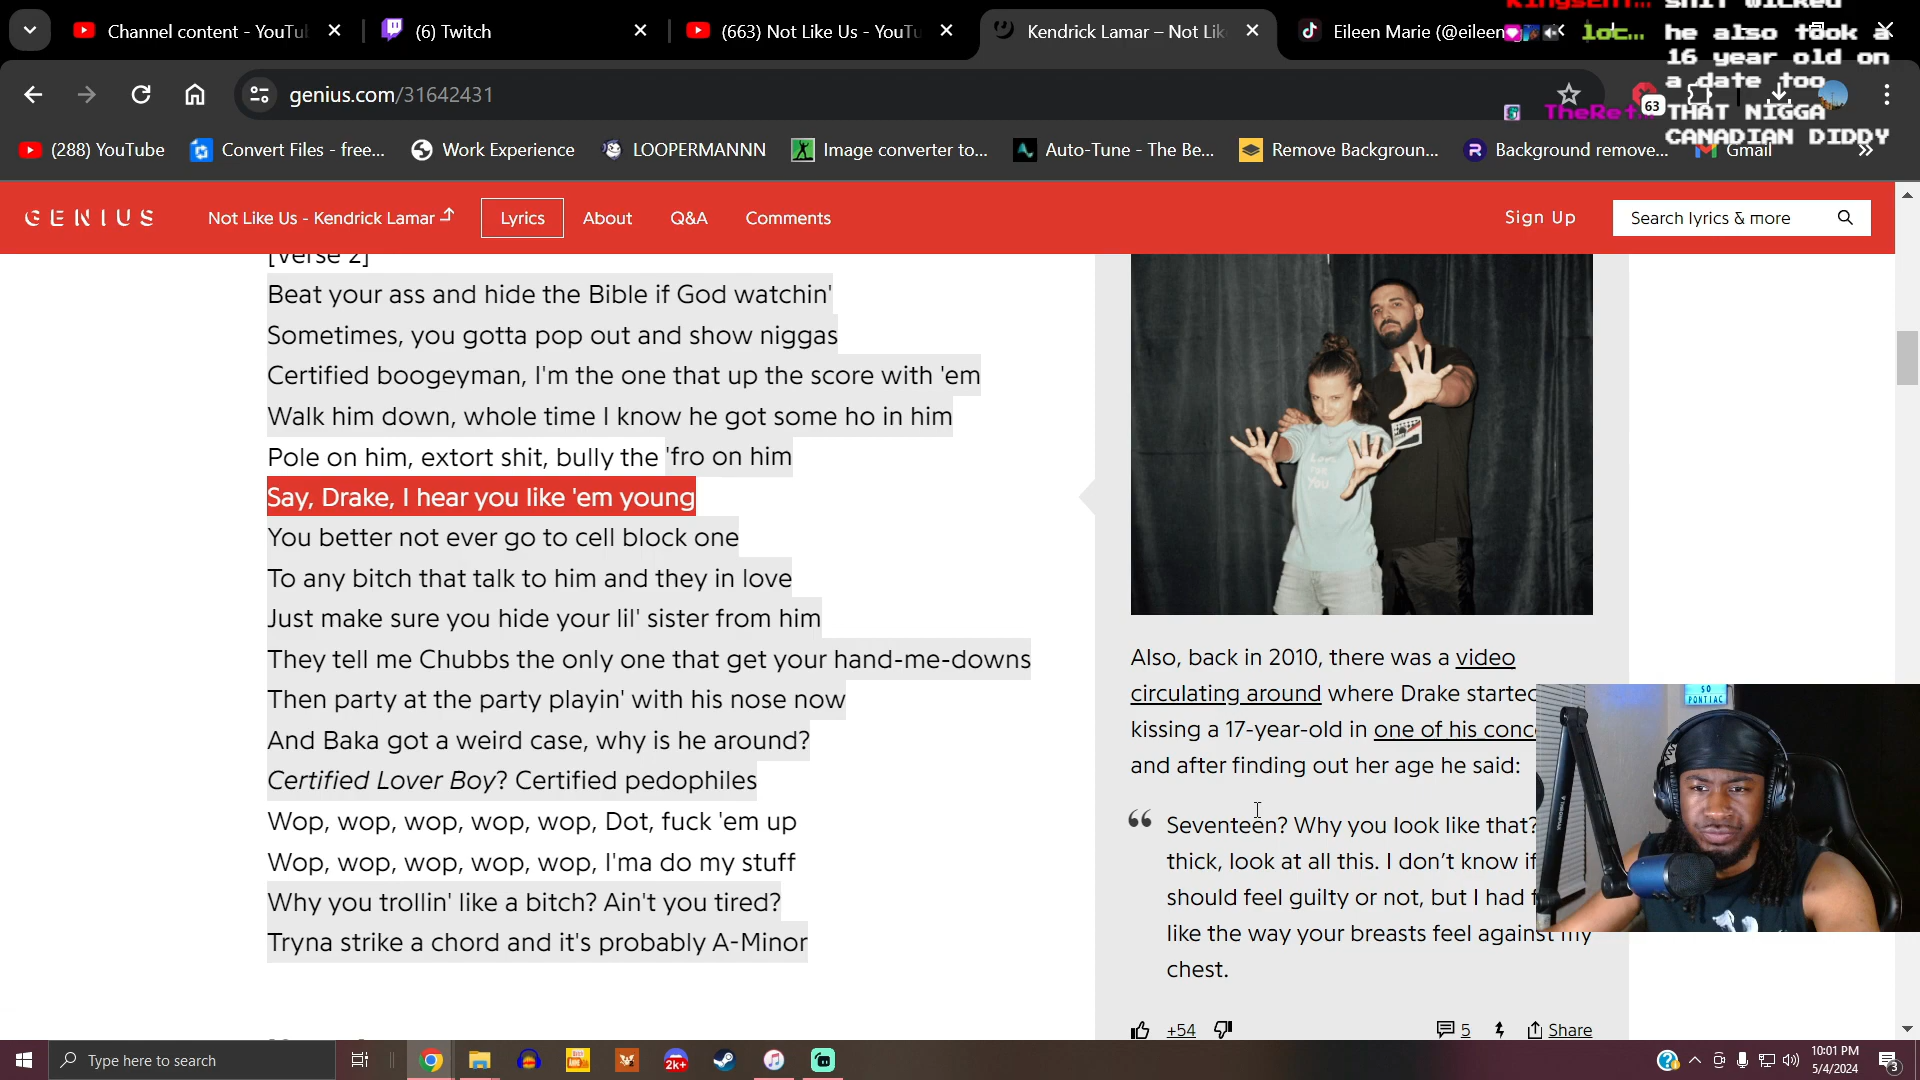 Channel content - YouTu
(6) Twitch
(663) Not Like Us - YouTu
Kendrick Lamar – Not Lik
Eileen Marie (@eileen
KingsEnt...
shit wicked
loc...
he also took a
16 year old on
a date too
TheRet...
THAT NIGGA
CANADIAN DIDDY
genius.com/31642431
63
(288) YouTube
Convert Files - free...
Work Experience
LOOPERMANNN
Image converter to...
Auto-Tune - The Be...
Remove Backgroun...
Background remove...
Gmail
GENIUS
Not Like Us - Kendrick Lamar
Lyrics
About
Q&A
Comments
Sign Up
Search lyrics & more
[Verse 2]
Beat your ass and hide the Bible if God watchin'
Sometimes, you gotta pop out and show niggas
Certified boogeyman, I'm the one that up the score with 'em
Walk him down, whole time I know he got some ho in him
Pole on him, extort shit, bully the 'fro on him
Say, Drake, I hear you like 'em young
You better not ever go to cell block one
To any bitch that talk to him and they in love
Just make sure you hide your lil' sister from him
They tell me Chubbs the only one that get your hand-me-downs
Then party at the party playin' with his nose now
And Baka got a weird case, why is he around?
Certified Lover Boy? Certified pedophiles
Wop, wop, wop, wop, wop, Dot, fuck 'em up
Wop, wop, wop, wop, wop, I'ma do my stuff
Why you trollin' like a bitch? Ain't you tired?
Tryna strike a chord and it's probably A-Minor
Also, back in 2010, there was a video
circulating around where Drake started
kissing a 17-year-old in one of his conc
and after finding out her age he said:
“
Seventeen? Why you look like that?
thick, look at all this. I don’t know if
should feel guilty or not, but I had f
like the way your breasts feel against my
chest.
+54
5
Share
SO
PONTIAC
Type here to search
2k+
10:01 PM
5/4/2024
3